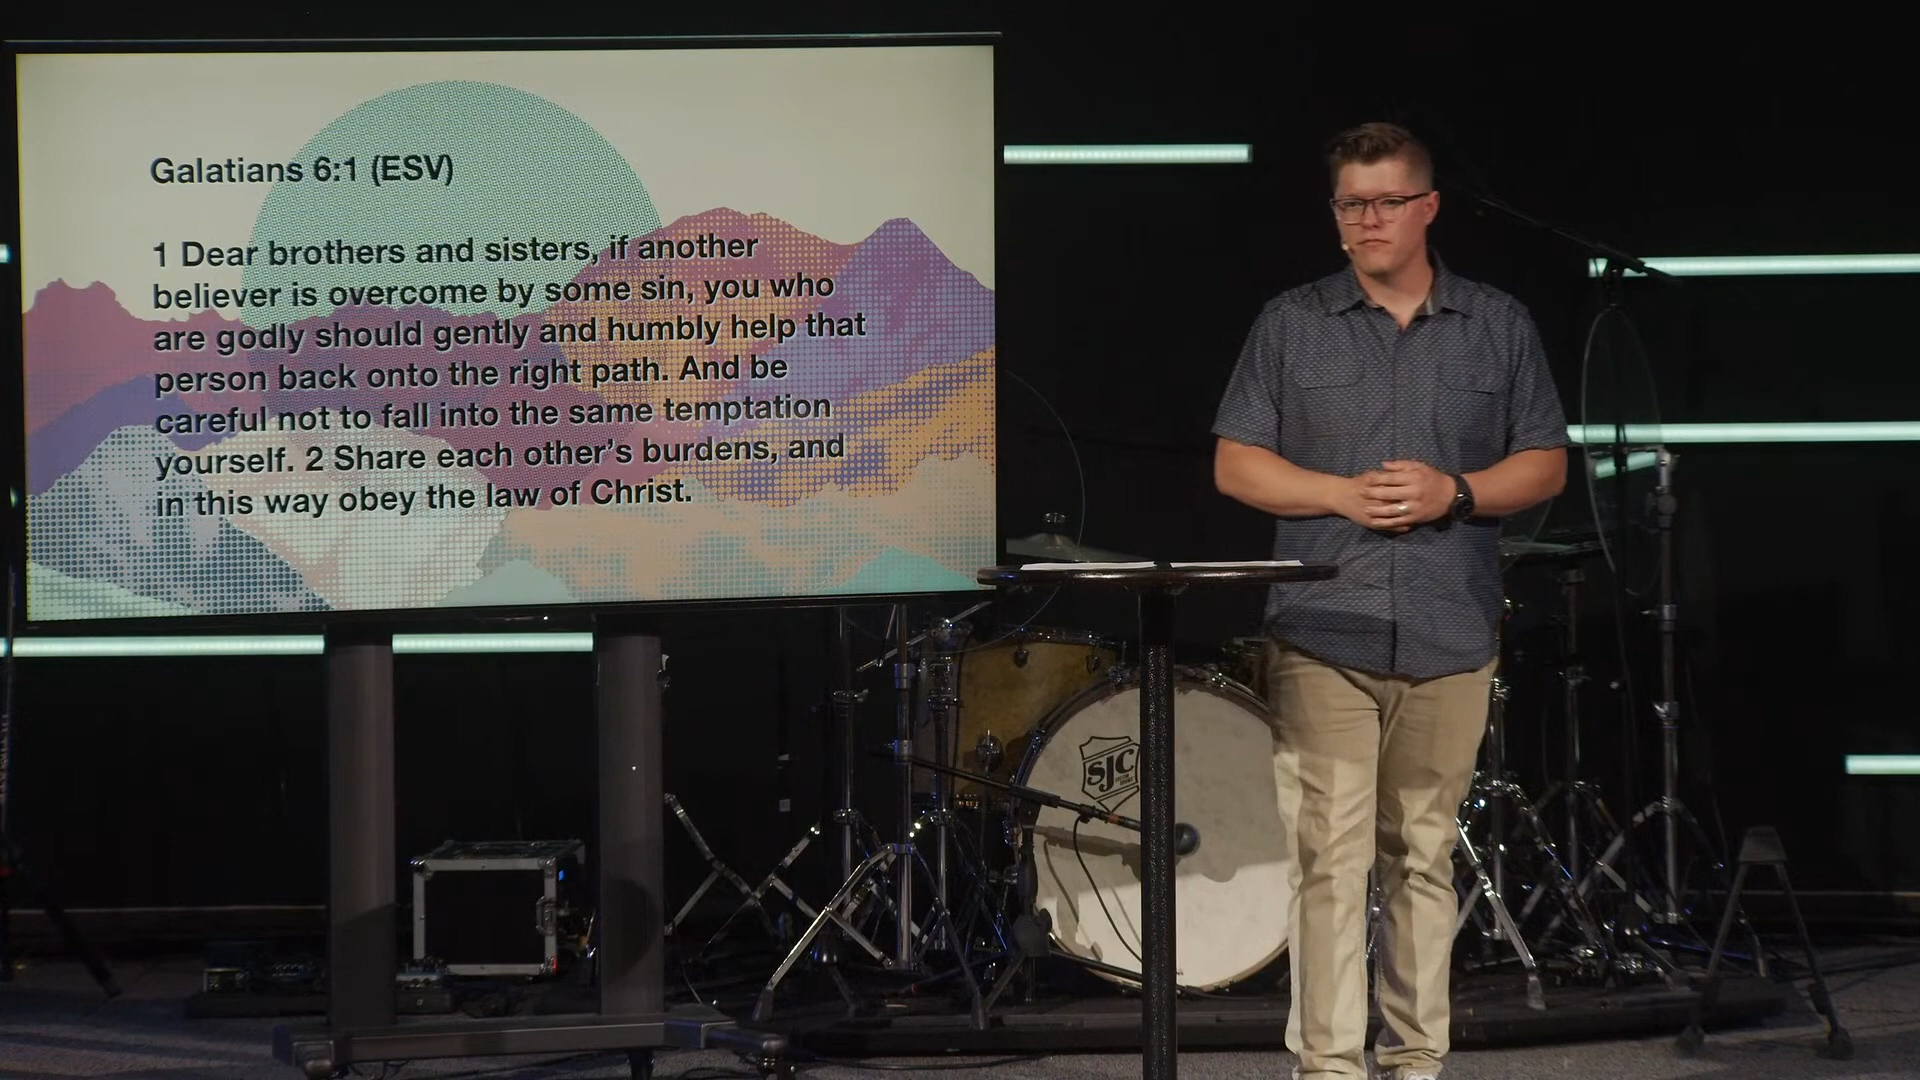 Galatians 6:1 (ESV)
1 Dear brothers and sisters, if another
believer is overcome by some sin, you who
are godly should gently and humbly help that
person back onto the right path. And be
careful not to fall into the same temptation
yourself. 2 Share each other’s burdens, and
in this way obey the law of Christ.
SJC